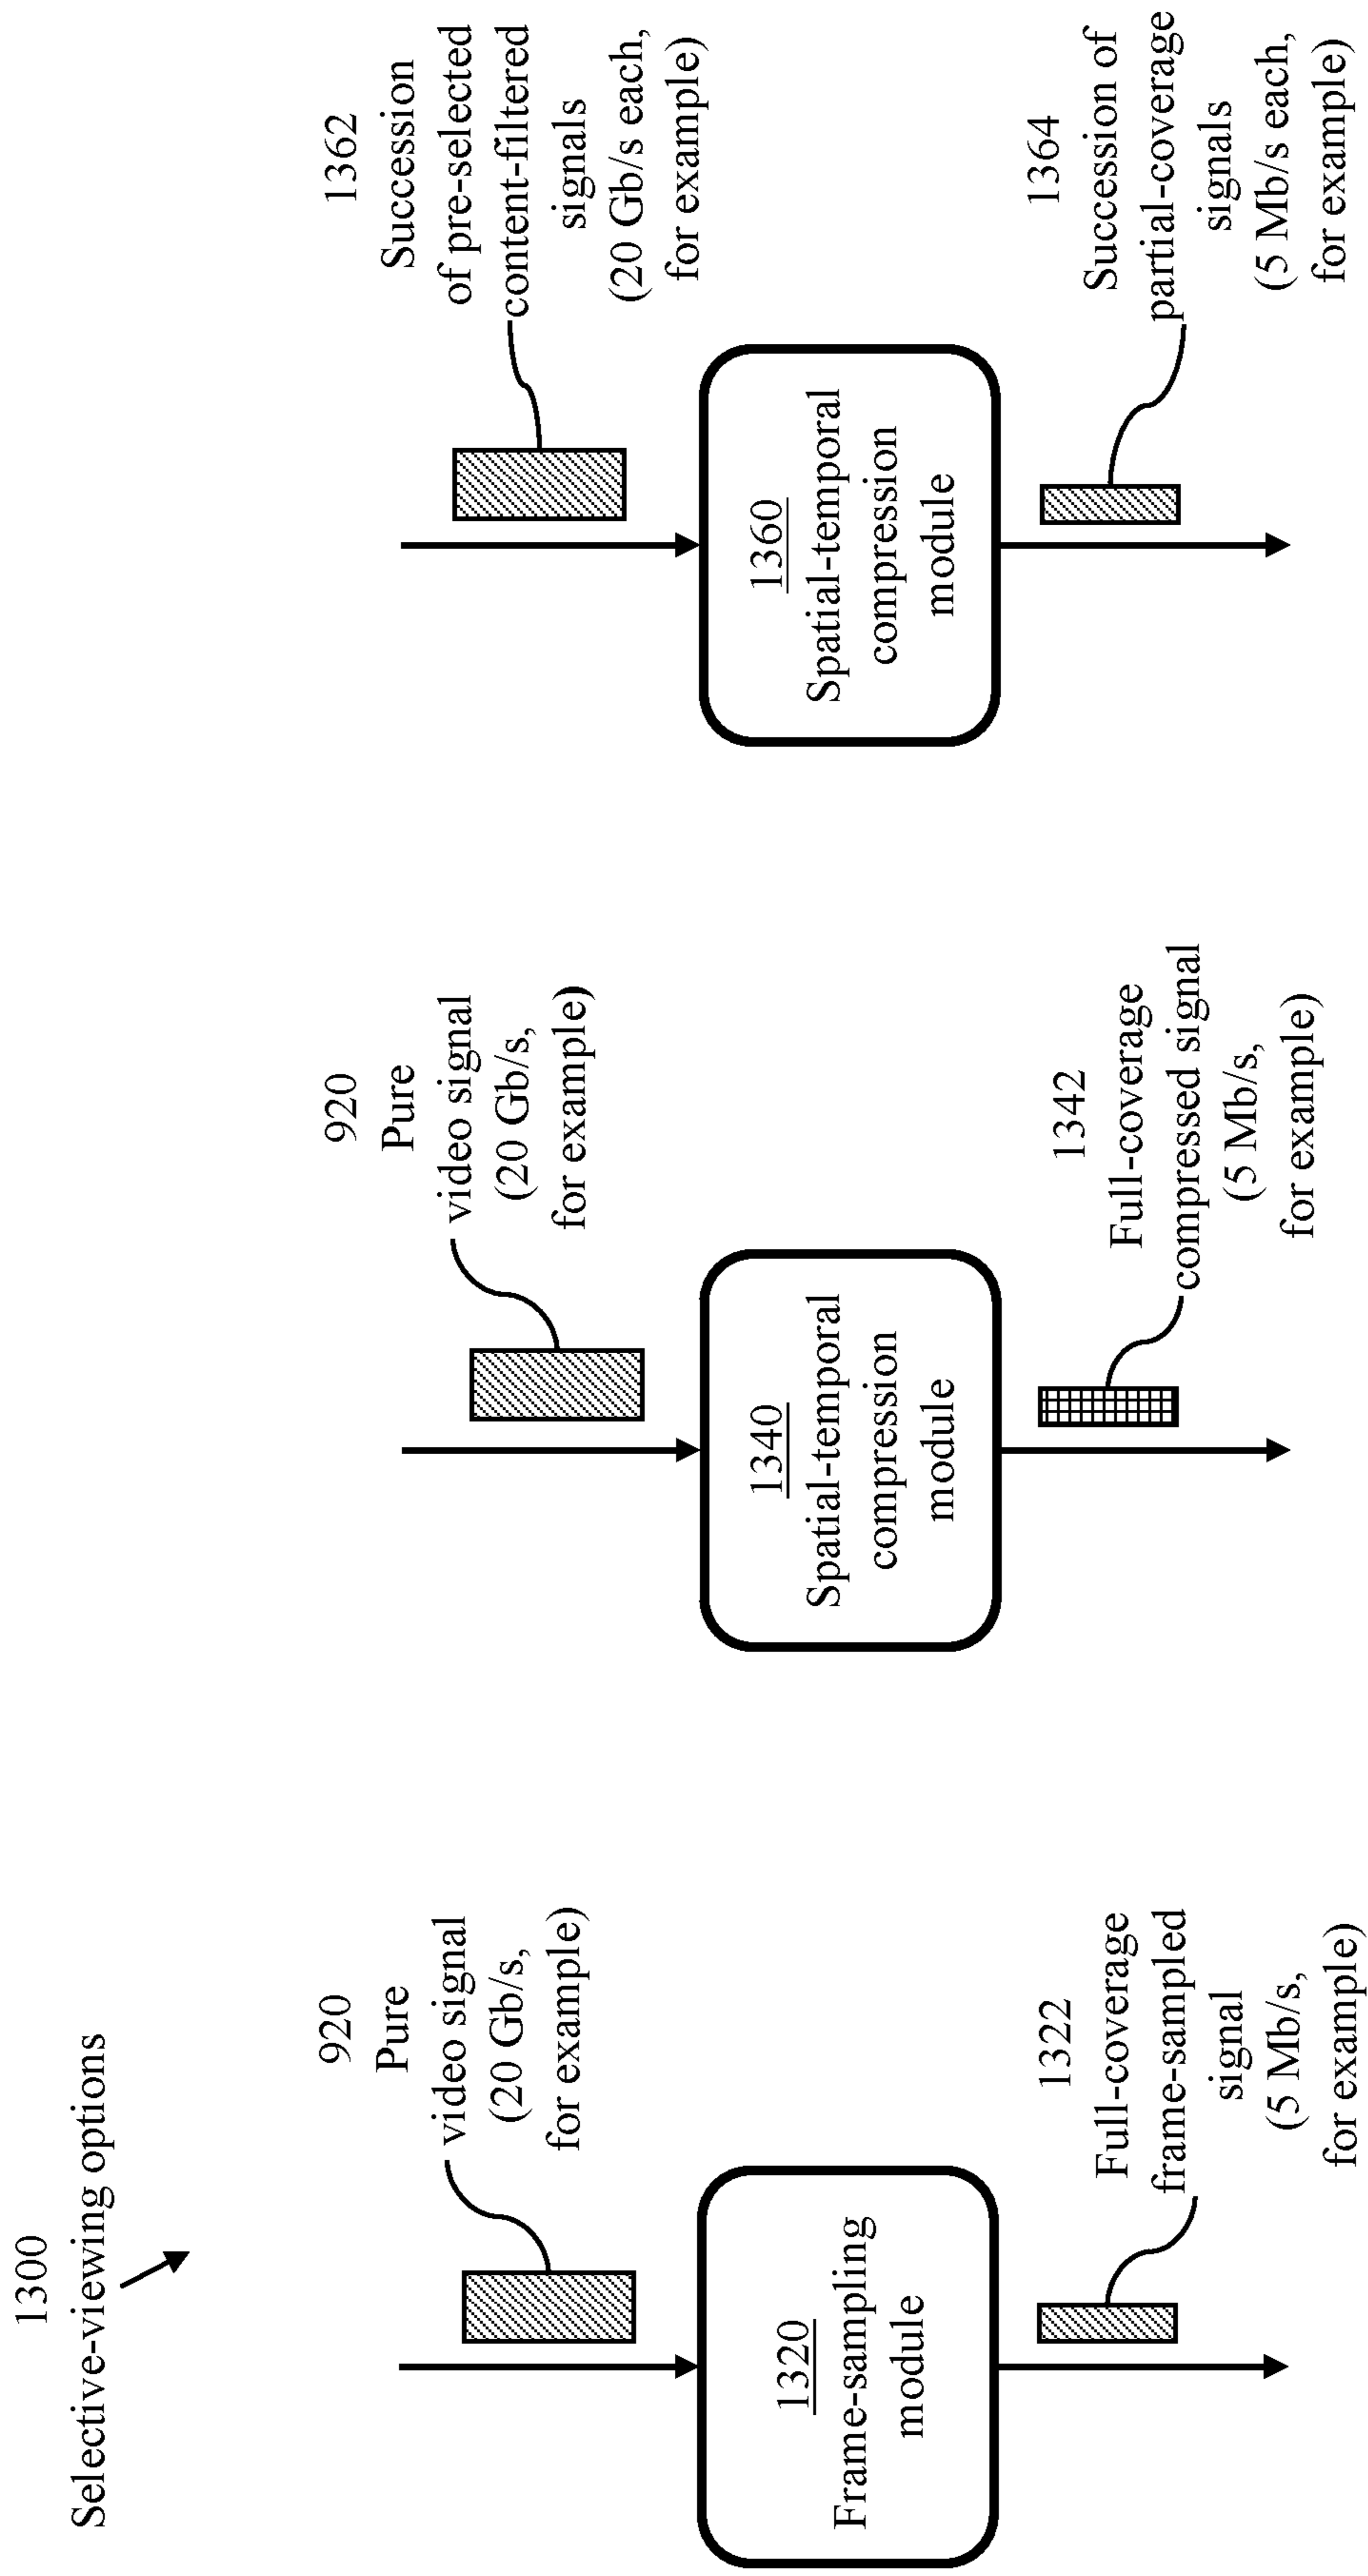 1300
Selective-viewing options
920
Pure
video signal
(20 Gb/s,
for example)
1320
Frame-sampling
module
1322
Full-coverage
frame-sampled
signal
(5 Mb/s,
for example)
920
Pure
video signal
(20 Gb/s,
for example)
1340
Spatial-temporal
compression
module
1342
Full-coverage
compressed signal
(5 Mb/s,
for example)
1362
Succession
of pre-selected
content-filtered
signals
(20 Gb/s each,
for example)
1360
Spatial-temporal
compression
module
1364
Succession of
partial-coverage
signals
(5 Mb/s each,
for example)